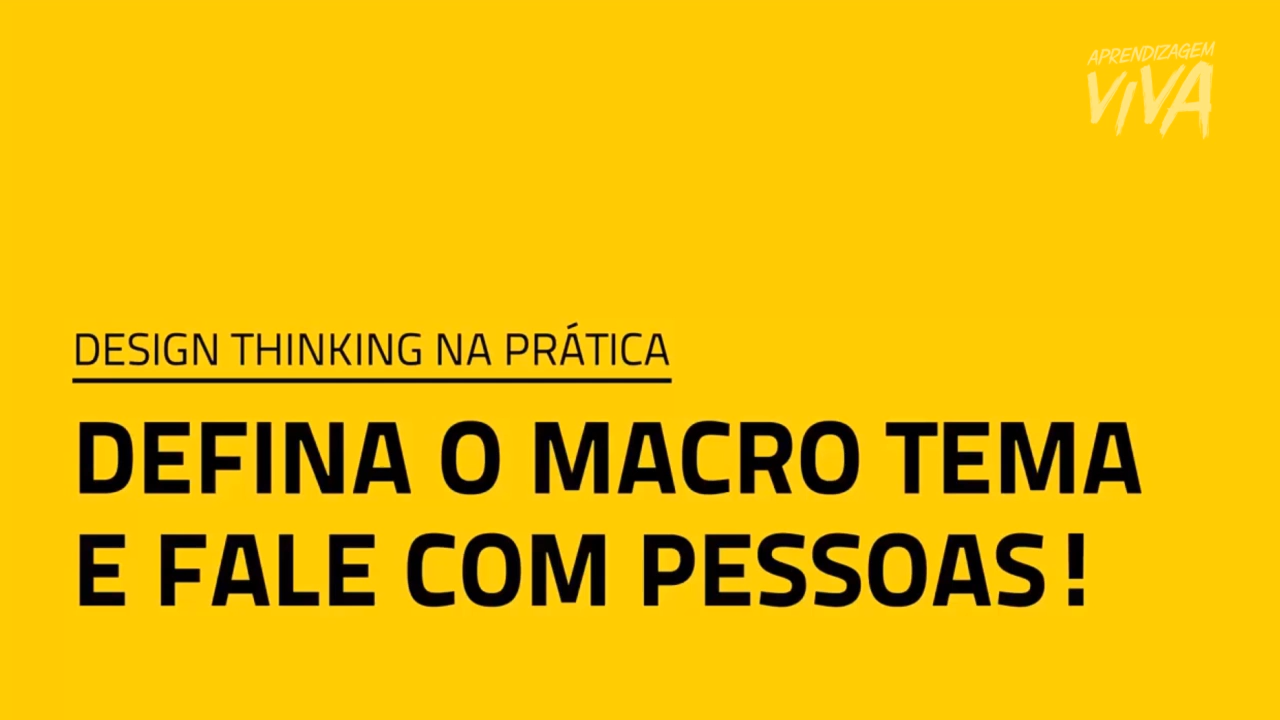 APRENDIZAGEM
VIVA
DESIGN THINKING NA PRÁTICA
DEFINA O MACRO TEMA
E FALE COM PESSOAS!